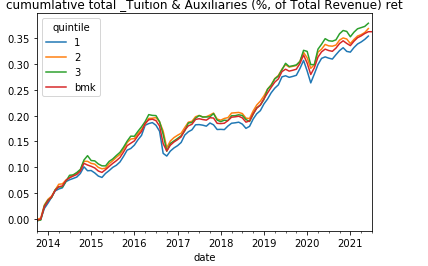 cumulative total _Tuition & Auxiliaries (%, of Total Revenue) ret
quintile
1
2
3
bmk
0.35
0.30
0.25
0.20
0.15
0.10
0.05
0.00
2014 2015 2016 2017 2018 2019 2020 2021
date